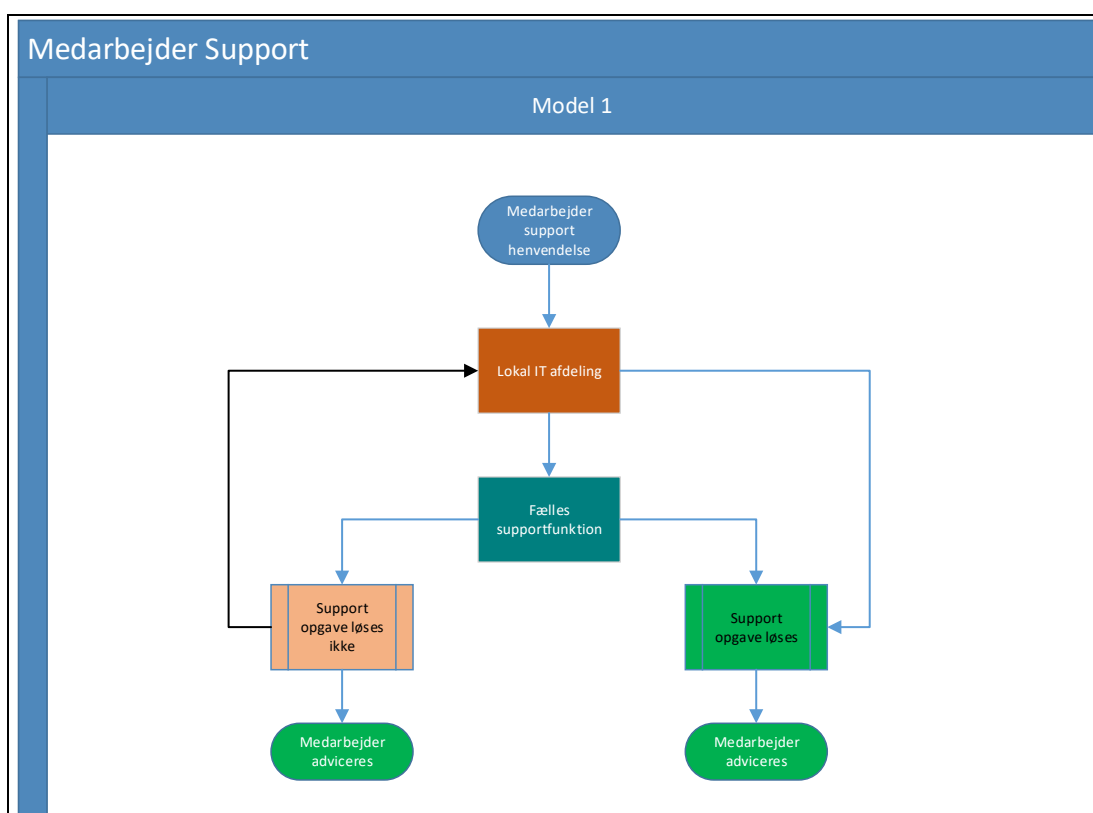 Medarbejder Support
Model 1
Medarbejder
support
henvendelse
Lokal IT afdeling
Fælles
supportfunktion
Support
opgave løses
ikke
Support
opgave løses
Medarbejder
adviceres
Medarbejder
adviceres